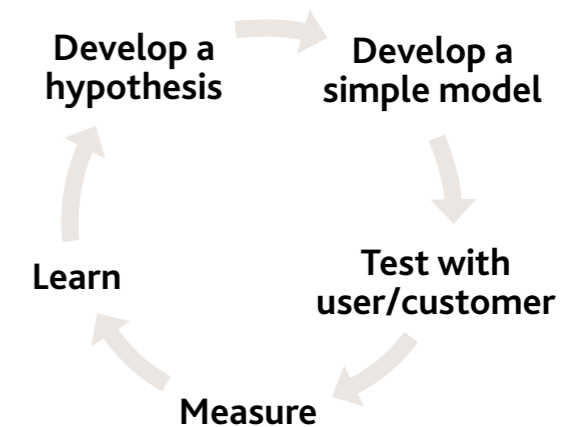 Develop a
hypothesis
Develop a
simple model
Test with
user/customer
Measure
Learn